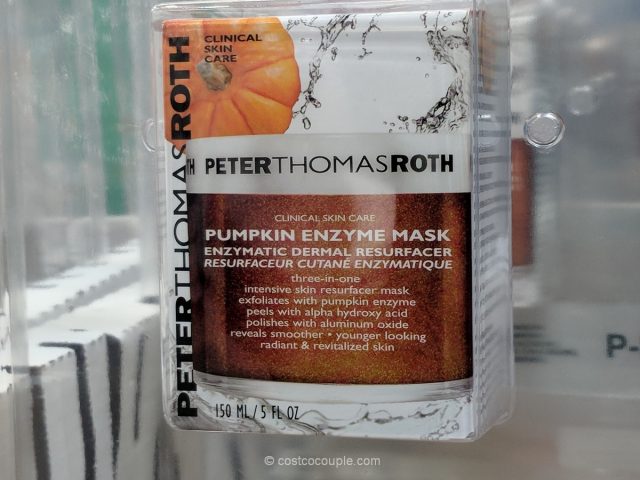 CLINICAL
SKIN
CARE
PETERTHOMASROTH
TH
PETERTHOMASROTH
CLINICAL SKIN CARE
PUMPKIN ENZYME MASK
ENZYMATIC DERMAL RESURFACER
RESURFACEUR CUTANÉ ENZYMATIQUE
three-in-one
intensive skin resurfacer mask
exfoliates with pumpkin enzyme
peels with alpha hydroxy acid
polishes with aluminum oxide
reveals smoother • younger looking
radiant & revitalized skin
150 ML / 5 FL OZ
P-
© costcocouple.com